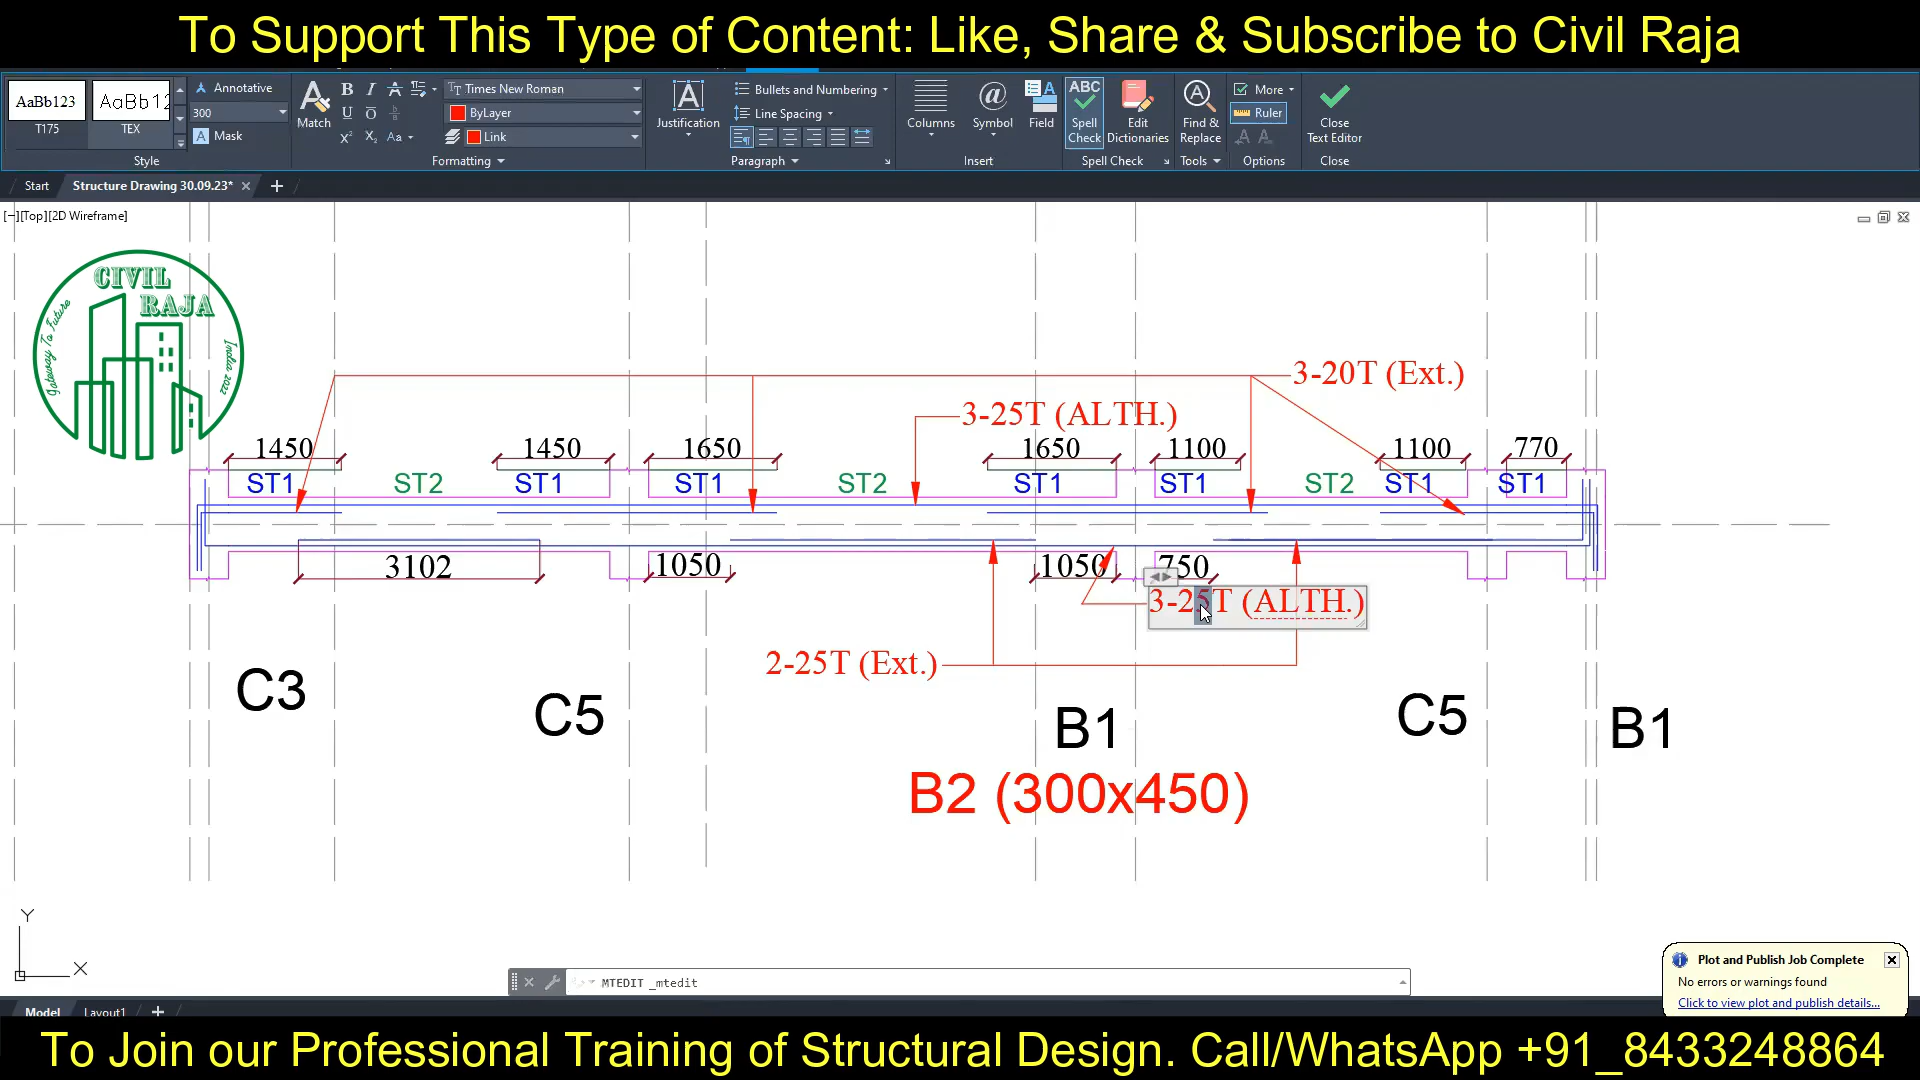 To Support This Type of Content: Like, Share & Subscribe to Civil Raja
AaBb123
T175
AaBb12
TEX
Annotative
300
Mask
Style
Match
Times New Roman
ByLayer
Link
Formatting
Justification
Bullets and Numbering
Line Spacing
Paragraph
Columns
Symbol
Field
Insert
ABC
Spell Check
Edit Dictionaries
Spell Check
Find & Replace
Tools
More
Ruler
Options
Close Text Editor
Close
Start
Structure Drawing 30.09.23*
[−][Top][2D Wireframe]
CIVIL
RAJA
Gateway To Future
India 2022
3-20T (Ext.)
3-25T (ALTH.)
1450 1450 1650 1650 1100 1100 770
ST1 ST2 ST1 ST1 ST2 ST1 ST1 ST2 ST1 ST1
3102 1050 1050 750
3-25T (ALTH.)
2-25T (Ext.)
C3 C5 B1 C5 B1
B2 (300x450)
Y
X
MTEDIT _mtedit
Plot and Publish Job Complete
No errors or warnings found
Click to view plot and publish details...
Model
Layout1
To Join our Professional Training of Structural Design. Call/WhatsApp +91_8433248864